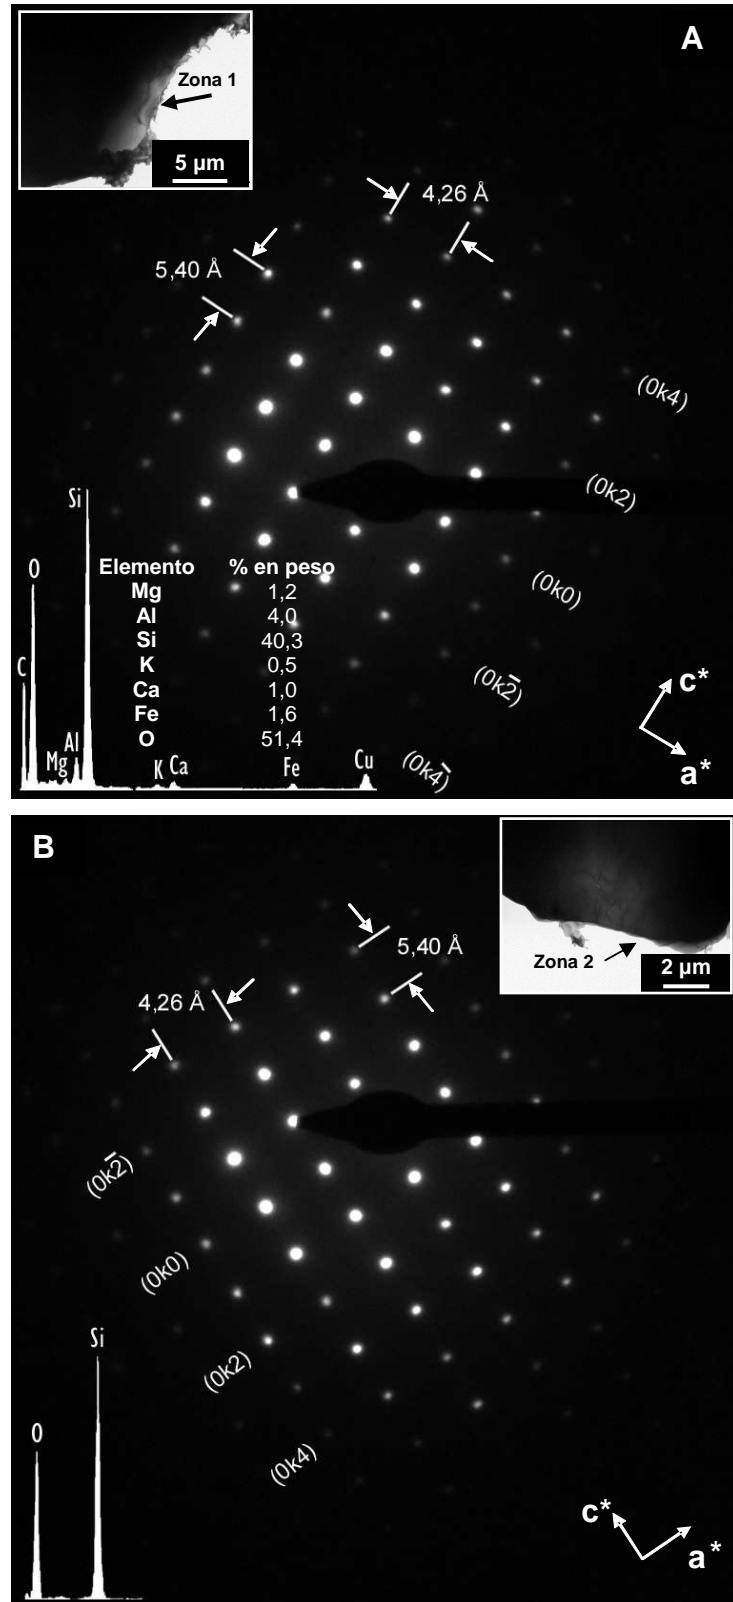 A
Zona 1
5 µm
4,26 Å
5,40 Å
(0k4)
(0k2)
(0k0)
(0k2̅)
(0k4̅)
Si
O
C
Mg
Al
K
Ca
Fe
Cu
Elemento % en peso
Mg 1,2
Al 4,0
Si 40,3
K 0,5
Ca 1,0
Fe 1,6
O 51,4
c*
a*
B
Zona 2
2 µm
5,40 Å
4,26 Å
(0k2̅)
(0k0)
(0k2)
(0k4)
Si
O
c*
a*